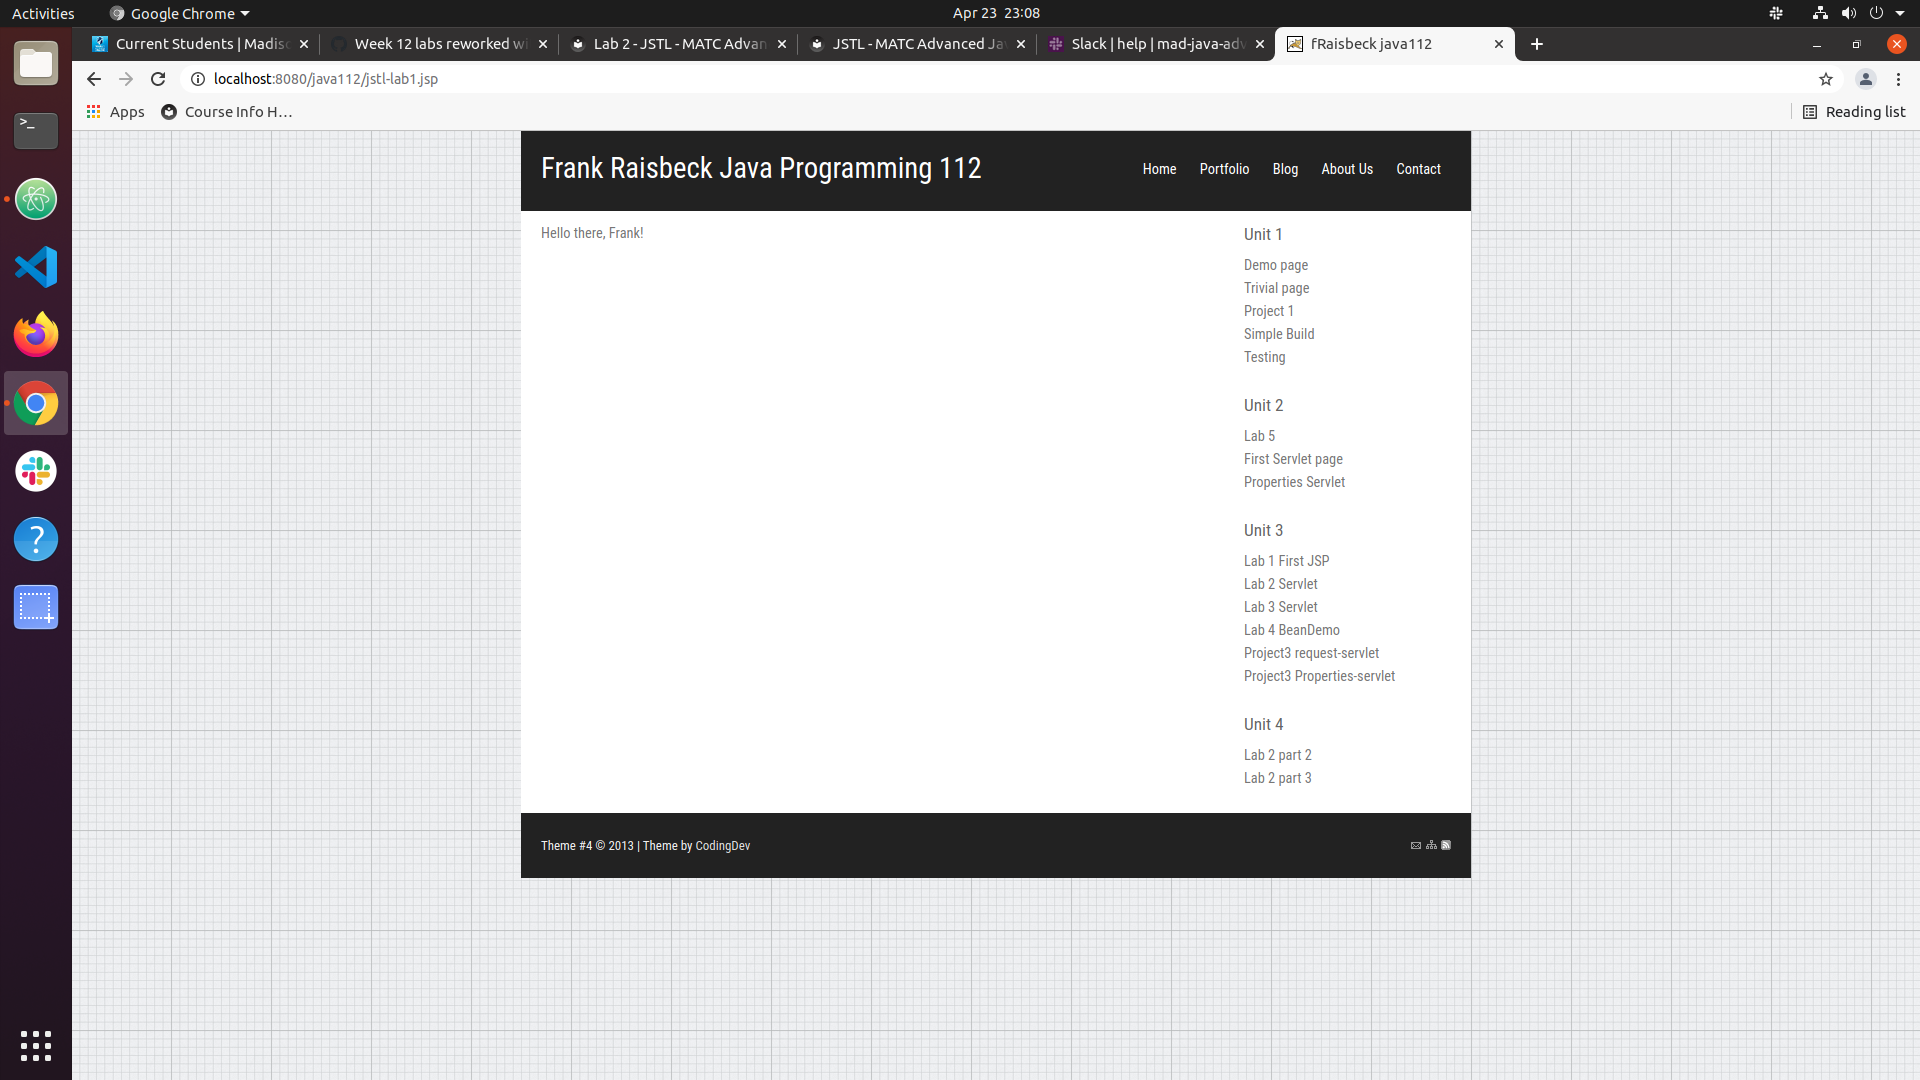 Activities
Google Chrome
Apr 23 23:08
Current Students | Madisc
Week 12 labs reworked wi
Lab 2 - JSTL - MATC Advan
JSTL - MATC Advanced Jav
Slack | help | mad-java-adv
fRaisbeck java112
localhost:8080/java112/jstl-lab1.jsp
Apps
Course Info H…
Reading list
Frank Raisbeck Java Programming 112
Home
Portfolio
Blog
About Us
Contact
Hello there, Frank!
Unit 1
Demo page
Trivial page
Project 1
Simple Build
Testing
Unit 2
Lab 5
First Servlet page
Properties Servlet
Unit 3
Lab 1 First JSP
Lab 2 Servlet
Lab 3 Servlet
Lab 4 BeanDemo
Project3 request-servlet
Project3 Properties-servlet
Unit 4
Lab 2 part 2
Lab 2 part 3
Theme #4 © 2013 | Theme by CodingDev